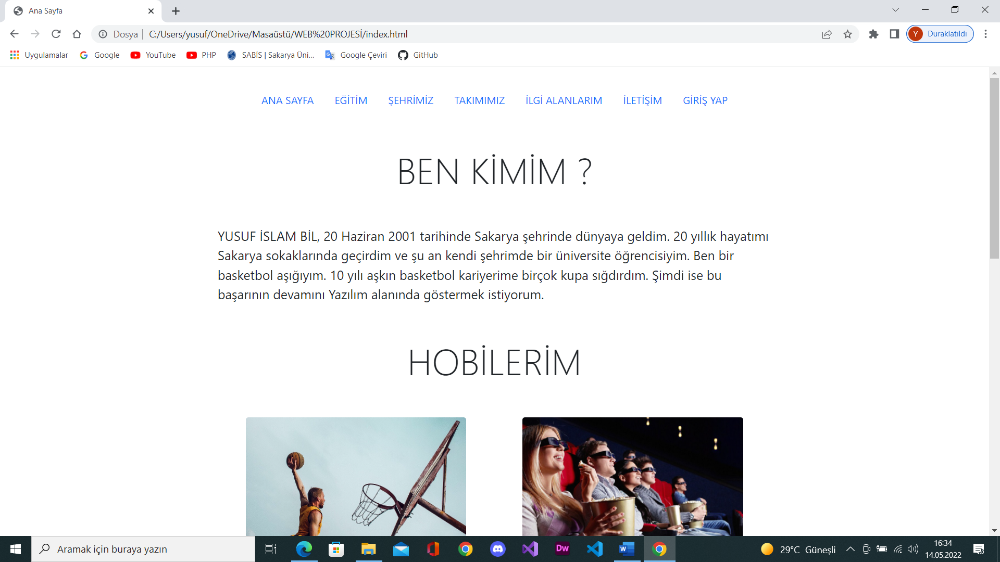 Ana Sayfa
Dosya | C:/Users/yusuf/OneDrive/Masaüstü/WEB%20PROJESİ/index.html
Y Duraklatıldı
Uygulamalar Google YouTube PHP SABİS | Sakarya Üni... Google Çeviri GitHub
ANA SAYFA EĞİTİM ŞEHRİMİZ TAKIMIMIZ İLGİ ALANLARIM İLETİŞİM GİRİŞ YAP
BEN KİMİM ?
YUSUF İSLAM BİL, 20 Haziran 2001 tarihinde Sakarya şehrinde dünyaya geldim. 20 yıllık hayatımı
Sakarya sokaklarında geçirdim ve şu an kendi şehrimde bir üniversite öğrencisiyim. Ben bir
basketbol aşığıyım. 10 yılı aşkın basketbol kariyerime birçok kupa sığdırdım. Şimdi ise bu
başarının devamını Yazılım alanında göstermek istiyorum.
HOBİLERİM
Aramak için buraya yazın
Dw
29°C Güneşli
16:34
14.05.2022